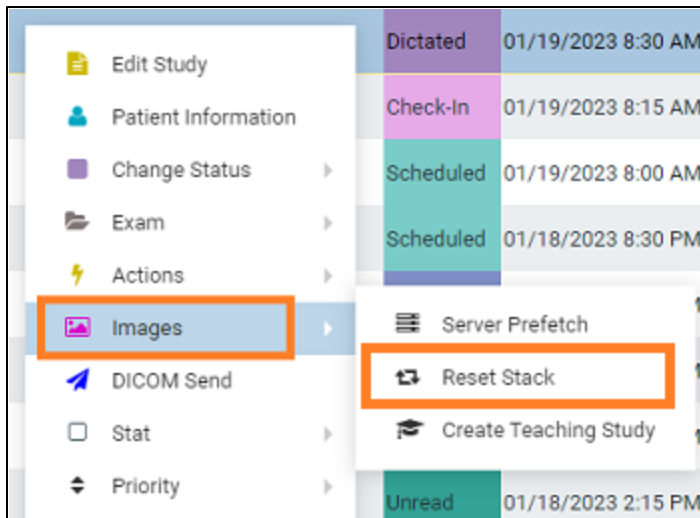 Edit Study
Patient Information
Change Status
Exam
Actions
Images
DICOM Send
Stat
Priority
Server Prefetch
Reset Stack
Create Teaching Study
Dictated 01/19/2023 8:30 AM
Check-In 01/19/2023 8:15 AM
Scheduled 01/19/2023 8:00 AM
Scheduled 01/18/2023 8:30 PM
Unread 01/18/2023 2:15 PM